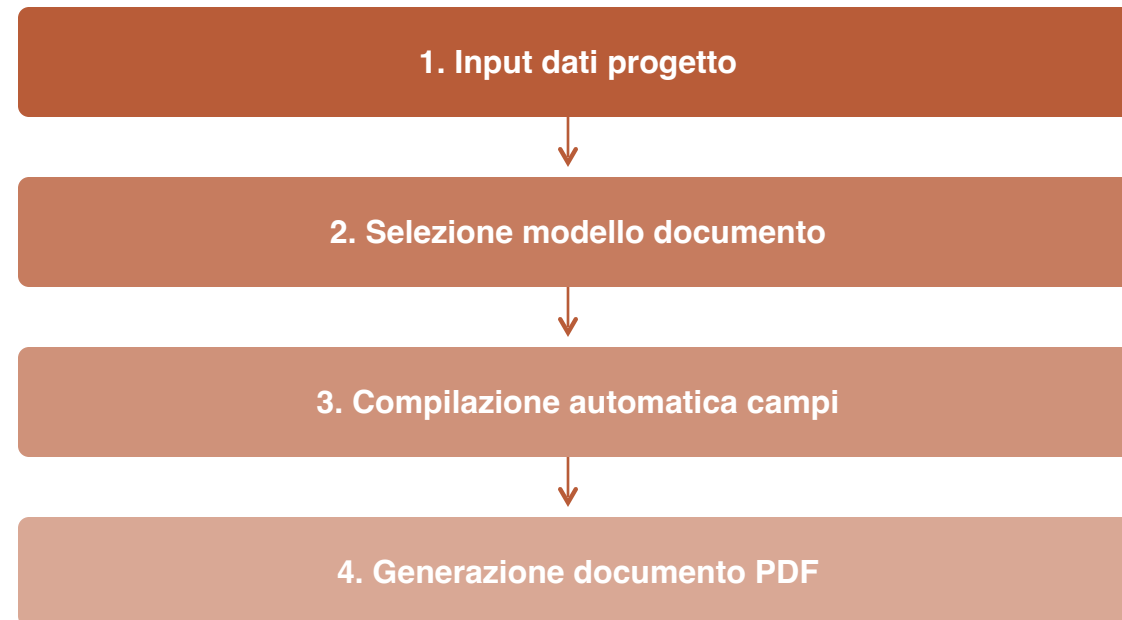 1. Input dati progetto
2. Selezione modello documento
3. Compilazione automatica campi
4. Generazione documento PDF